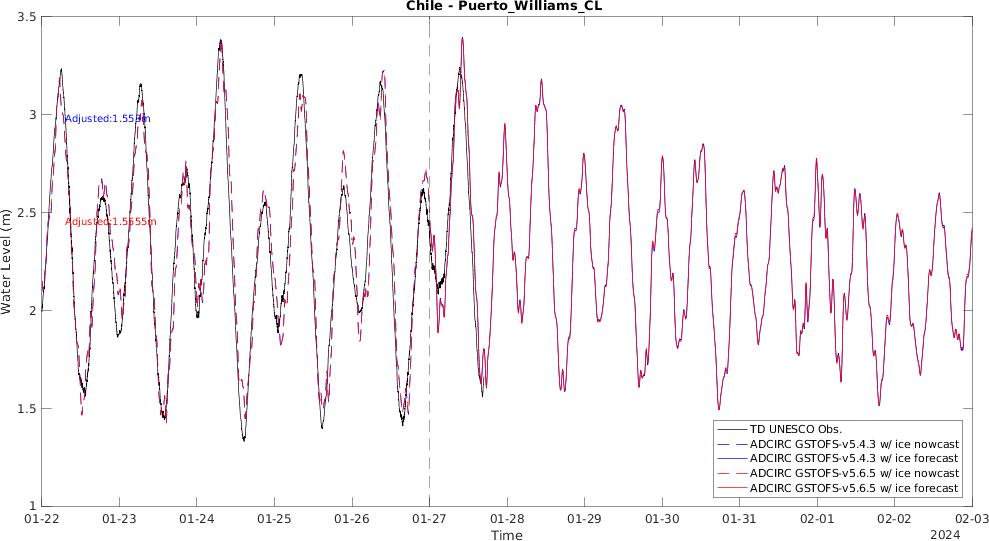 Chile - Puerto_Williams_CL
3.5
3
2.5
2
1.5
1
Water Level (m)
Adjusted:1.559m
Adjusted:1.5555m
TD UNESCO Obs.
ADCIRC GSTOFS-v5.4.3 w/ ice nowcast
ADCIRC GSTOFS-v5.4.3 w/ ice forecast
ADCIRC GSTOFS-v5.6.5 w/ ice nowcast
ADCIRC GSTOFS-v5.6.5 w/ ice forecast
01-22 01-23 01-24 01-25 01-26 01-27 01-28 01-29 01-30 01-31 02-01 02-02 02-03
Time
2024